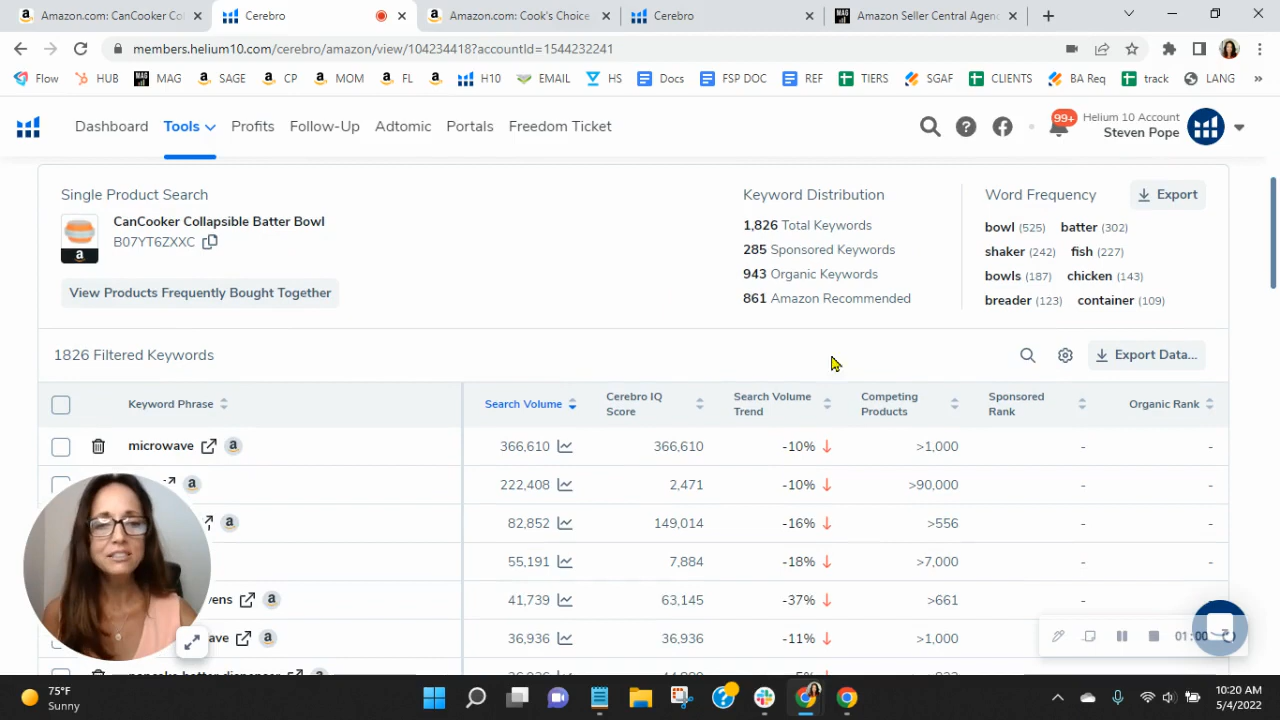 Amazon.com: CanCooker Co
Cerebro
Amazon.com: Cook's Choice
Cerebro
MAG Amazon Seller Central Agen
members.helium10.com/cerebro/amazon/view/104234418?accountId=1544232241
Flow HUB MAG SAGE CP MOM FL H10 EMAIL HS Docs FSP DOC REF TIERS SGAF CLIENTS BA Req track LANG »
Dashboard Tools Profits Follow-Up Adtomic Portals Freedom Ticket
99+
Helium 10 Account
Steven Pope
Single Product Search
CanCooker Collapsible Batter Bowl
B07YT6ZXXC
View Products Frequently Bought Together
Keyword Distribution
1,826 Total Keywords
285 Sponsored Keywords
943 Organic Keywords
861 Amazon Recommended
Word Frequency Export
bowl (525) batter (302)
shaker (242) fish (227)
bowls (187) chicken (143)
breader (123) container (109)
1826 Filtered Keywords
Export Data...
Keyword Phrase Search Volume Cerebro IQ Score Search Volume Trend Competing Products Sponsored Rank Organic Rank
microwave 366,610 366,610 -10% >1,000 - -
222,408 2,471 -10% >90,000 - -
82,852 149,014 -16% >556 - -
55,191 7,884 -18% >7,000 - -
vens 41,739 63,145 -37% >661 - -
ave 36,936 36,936 -11% >1,000 - -
01:00
75°F
Sunny
10:20 AM
5/4/2022